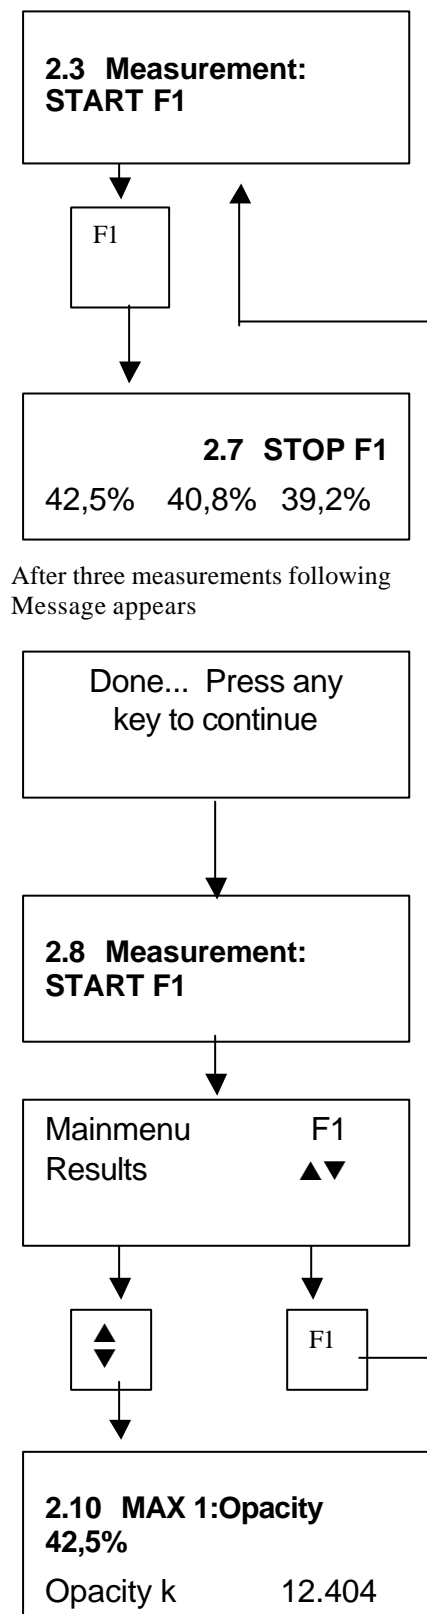 2.3 Measurement:
START F1
F1
2.7 STOP F1
42,5% 40,8% 39,2%
After three measurements following
Message appears
Done... Press any
key to continue
2.8 Measurement:
START F1
Mainmenu F1
Results ▲▼
▲
▼
F1
2.10 MAX 1:Opacity
42,5%
Opacity k 12.404